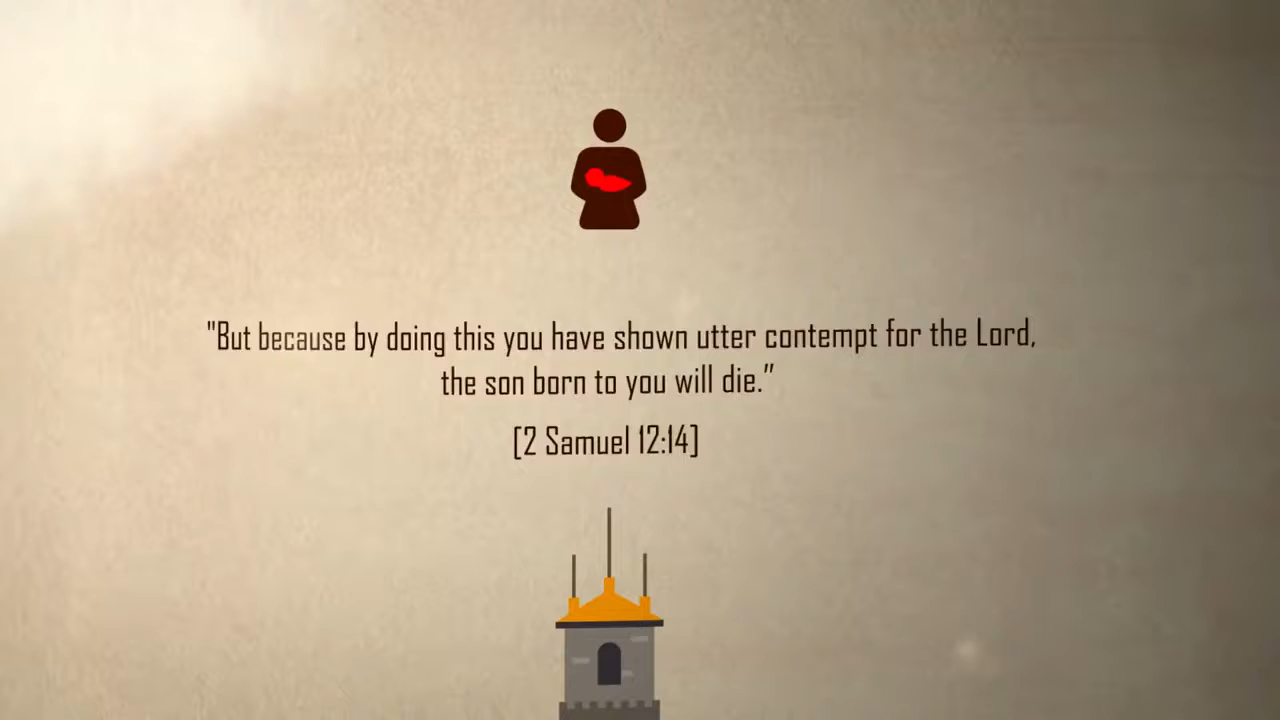 "But because by doing this you have shown utter contempt for the Lord,
the son born to you will die.”
[2 Samuel 12:14]